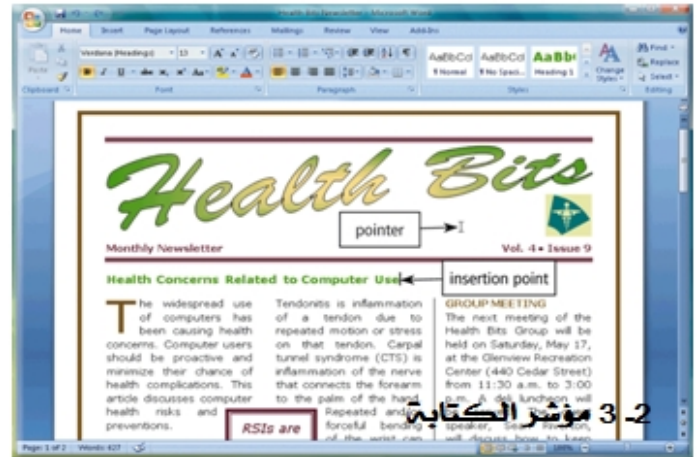 Health Bits Newsletter - Microsoft Word
Home Insert Page Layout References Mailings Review View Add-Ins
Verdana (Headings) 13
Paste
AaBbCcI AaBbCcI AaBb
¶ Normal ¶ No Spaci... Heading 1
Change Styles
Find
Replace
Select
Clipboard Font Paragraph Styles Editing
Health Bits
pointer
Monthly Newsletter
Vol. 4 • Issue 9
Health Concerns Related to Computer Use
insertion point
The widespread use
of computers has
been causing health
concerns. Computer users
should be proactive and
minimize their chance of
health complications. This
article discusses computer
health risks and
preventions.
Tendonitis is inflammation
of a tendon due to
repeated motion or stress
on that tendon. Carpal
tunnel syndrome (CTS) is
inflammation of the nerve
that connects the forearm
to the palm of the hand.
Repeated and/or
forceful bending
of the wrist can
RSIs are
GROUP MEETING
The next meeting of the
Health Bits Group will be
held on Saturday, May 17,
at the Glenview Recreation
Center (440 Cedar Street)
from 11:30 a.m. to 3:00
p.m. A deli luncheon will
speaker, Sean Riverton,
will discuss how to keep
2- 3 مؤشر الكتابة
Page: 1 of 2 Words: 427 100%